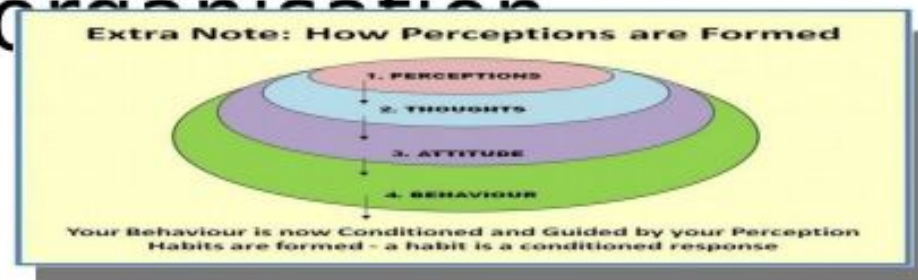 organisation
Extra Note: How Perceptions are Formed
1. PERCEPTIONS
2. THOUGHTS
3. ATTITUDE
4. BEHAVIOUR
Your Behaviour is now Conditioned and Guided by your Perception
Habits are formed - a habit is a conditioned response